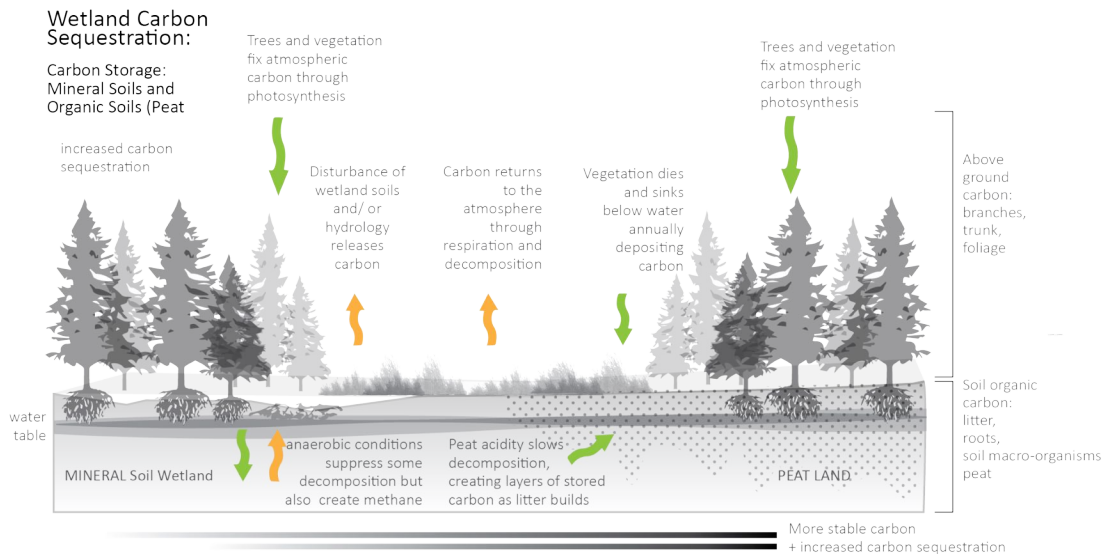 Wetland Carbon
Sequestration:
Carbon Storage:
Mineral Soils and
Organic Soils (Peat
increased carbon
sequestration
Trees and vegetation
fix atmospheric
carbon through
photosynthesis
Disturbance of
wetland soils
and/ or
hydrology
releases
carbon
Carbon returns
to the
atmosphere
through
respiration and
decomposition
Vegetation dies
and sinks
below water
annually
depositing
carbon
Trees and vegetation
fix atmospheric
carbon through
photosynthesis
Above
ground
carbon:
branches,
trunk,
foliage
water
table
Soil organic
carbon:
litter,
roots,
soil macro-organisms
peat
MINERAL Soil Wetland
anaerobic conditions
suppress some
decomposition but
also create methane
Peat acidity slows
decomposition,
creating layers of stored
carbon as litter builds
PEAT LAND
More stable carbon
+ increased carbon sequestration